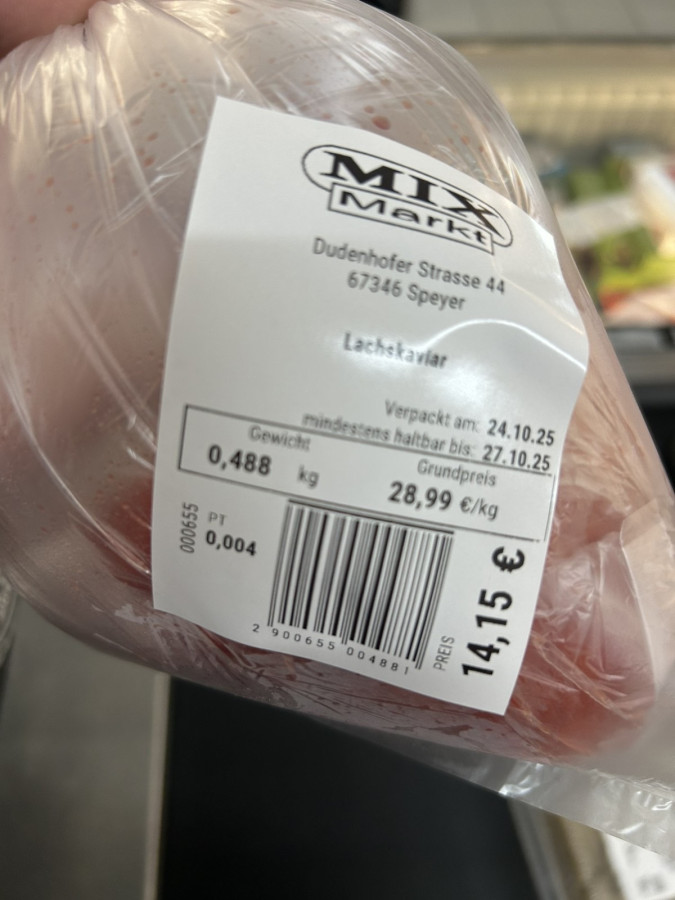 MIX
Markt
Dudenhofer Strasse 44
67346 Speyer
Lachskaviar
Verpackt am: 24.10.25
mindestens haltbar bis: 27.10.25
Gewicht
0,488 kg
Grundpreis
28,99 €/kg
000655
PT
0,004
2 900655 004881
PREIS
14,15 €